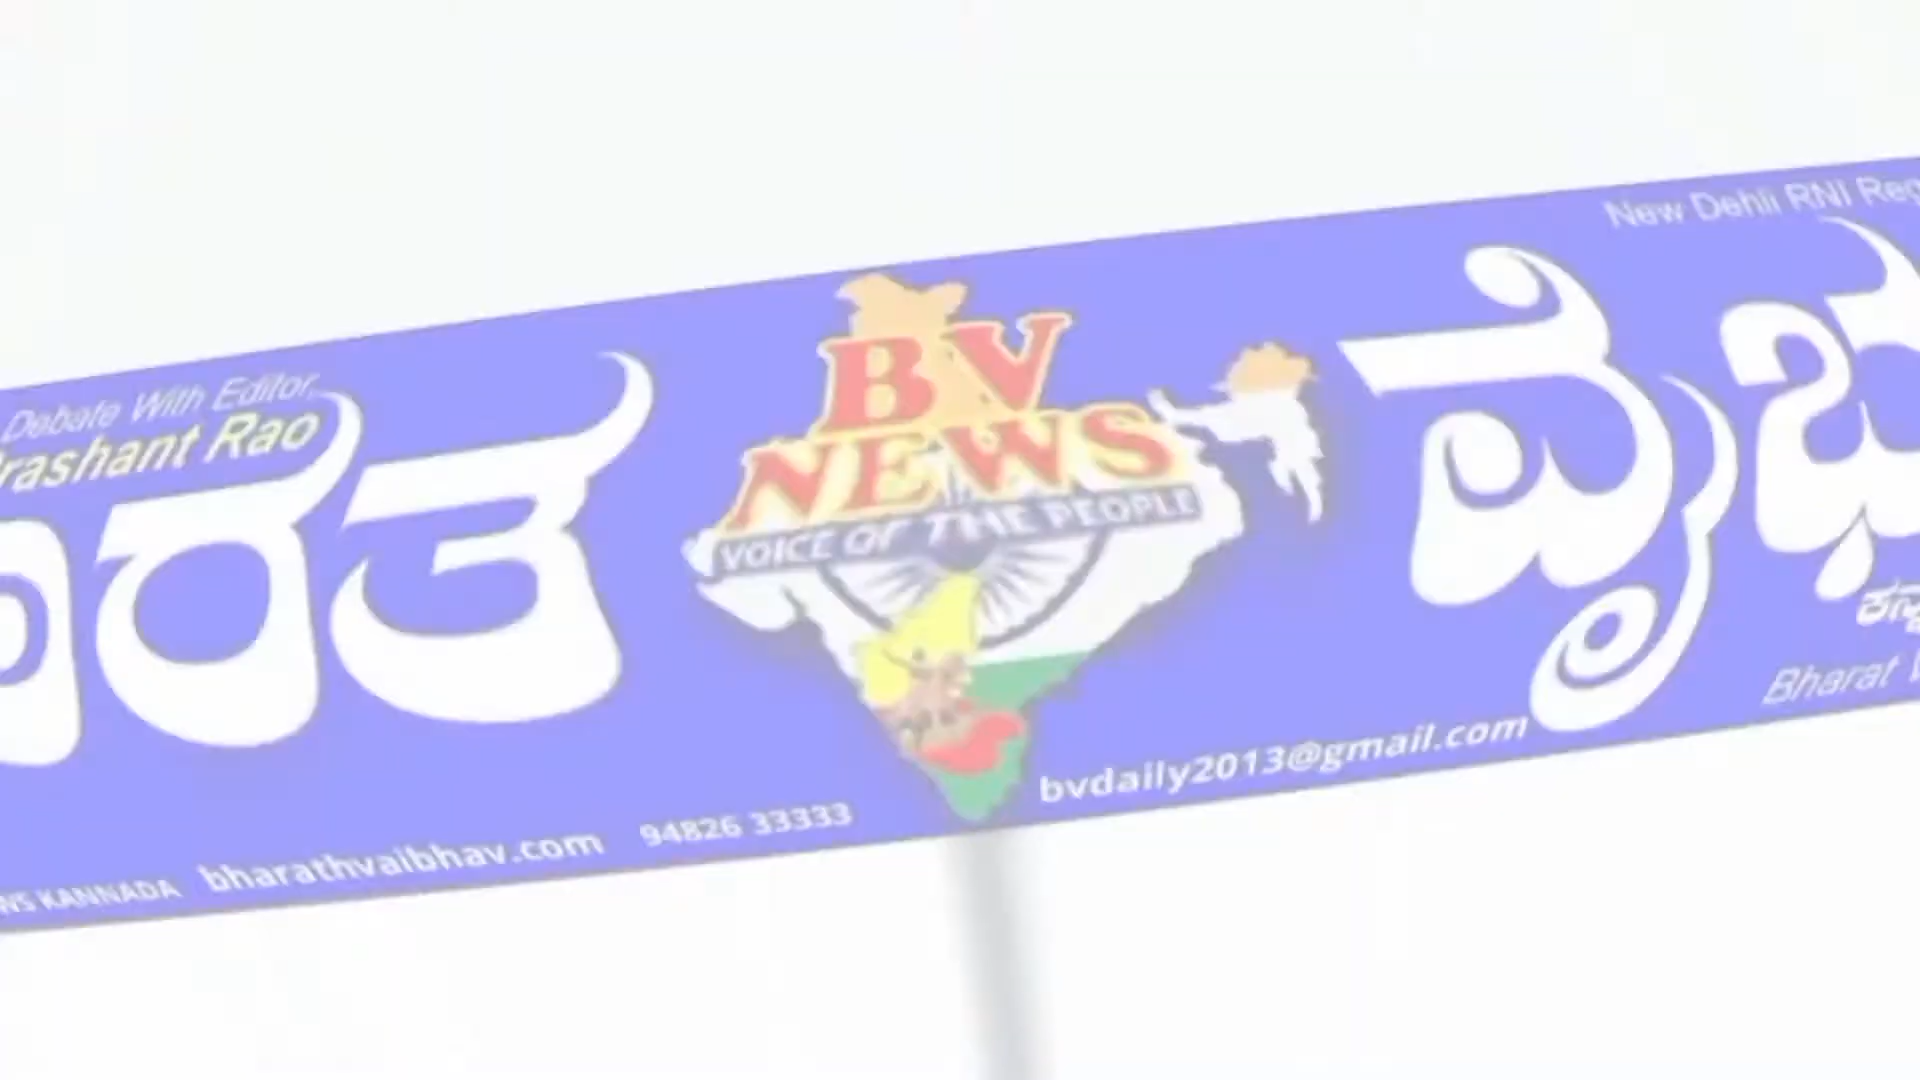 Debate With Editor,
Prashant Rao
ಭಾರತ
BV
NEWS
VOICE OF THE PEOPLE
New Dehli RNI Reg
ವೈಭ
Bharat V
bvdaily2013@gmail.com
NEWS KANNADA bharathvaibhav.com 94826 33333